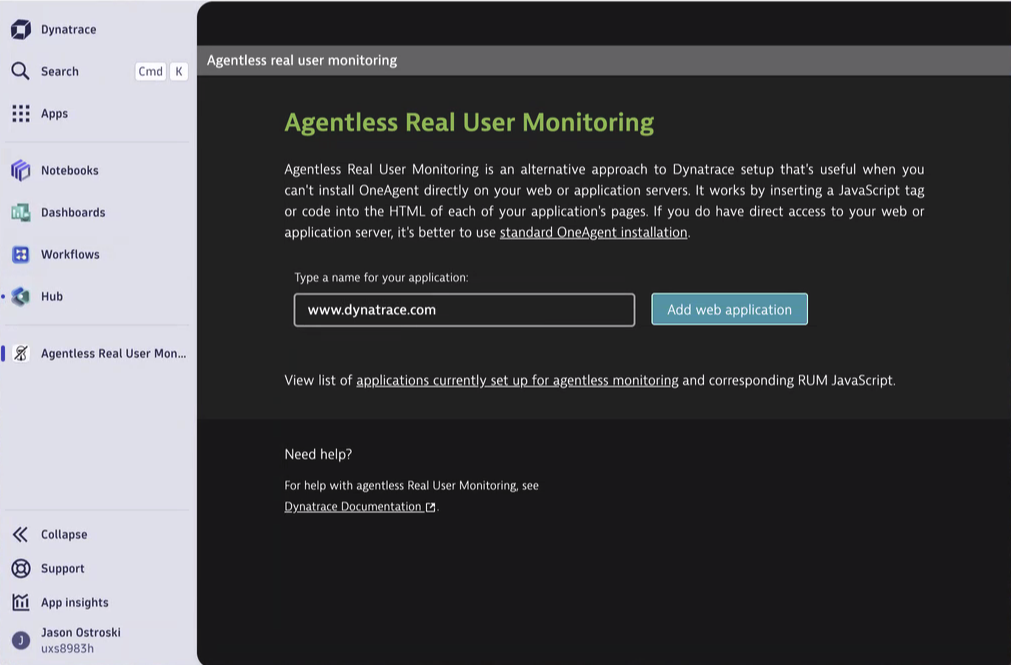 Dynatrace
Search Cmd K
Apps
Notebooks
Dashboards
Workflows
Hub
Agentless Real User Mon...
Collapse
Support
App insights
J
Jason Ostroski
uxs8983h
Agentless real user monitoring
Agentless Real User Monitoring
Agentless Real User Monitoring is an alternative approach to Dynatrace setup that's useful when you
can't install OneAgent directly on your web or application servers. It works by inserting a JavaScript tag
or code into the HTML of each of your application's pages. If you do have direct access to your web or
application server, it's better to use standard OneAgent installation.
Type a name for your application:
www.dynatrace.com
Add web application
View list of applications currently set up for agentless monitoring and corresponding RUM JavaScript.
Need help?
For help with agentless Real User Monitoring, see
Dynatrace Documentation.